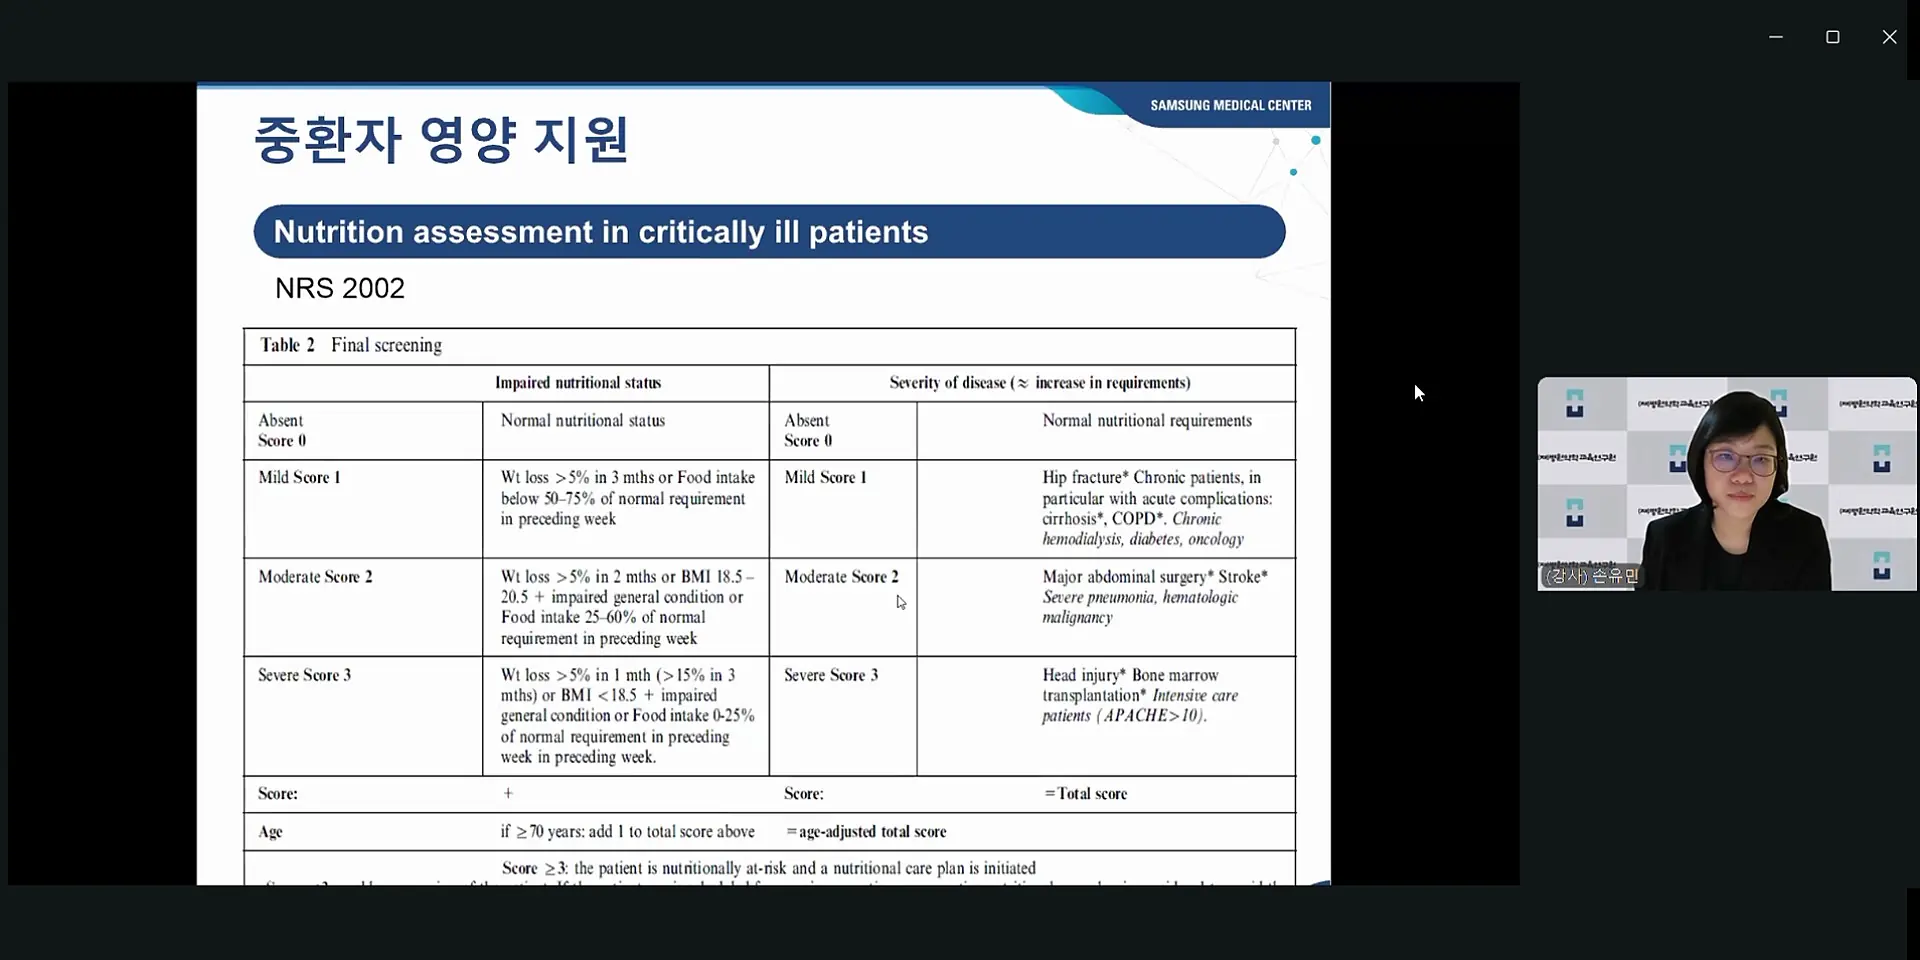 SAMSUNG MEDICAL CENTER
중환자 영양 지원
Nutrition assessment in critically ill patients
NRS 2002
Table 2 Final screening
Impaired nutritional status
Severity of disease (≈ increase in requirements)
Absent
Score 0
Normal nutritional status
Absent
Score 0
Normal nutritional requirements
Mild Score 1
Wt loss >5% in 3 mths or Food intake
below 50–75% of normal requirement
in preceding week
Mild Score 1
Hip fracture* Chronic patients, in
particular with acute complications:
cirrhosis*, COPD*. Chronic
hemodialysis, diabetes, oncology
Moderate Score 2
Wt loss >5% in 2 mths or BMI 18.5 –
20.5 + impaired general condition or
Food intake 25–60% of normal
requirement in preceding week
Moderate Score 2
Major abdominal surgery* Stroke*
Severe pneumonia, hematologic
malignancy
Severe Score 3
Wt loss >5% in 1 mth (>15% in 3
mths) or BMI <18.5 + impaired
general condition or Food intake 0-25%
of normal requirement in preceding
week in preceding week.
Severe Score 3
Head injury* Bone marrow
transplantation* Intensive care
patients (APACHE>10).
Score:
+
Score:
=Total score
Age
if ≥70 years: add 1 to total score above
=age-adjusted total score
Score ≥3: the patient is nutritionally at-risk and a nutritional care plan is initiated
(재)병원약학교육연구원
(강사) 손유민